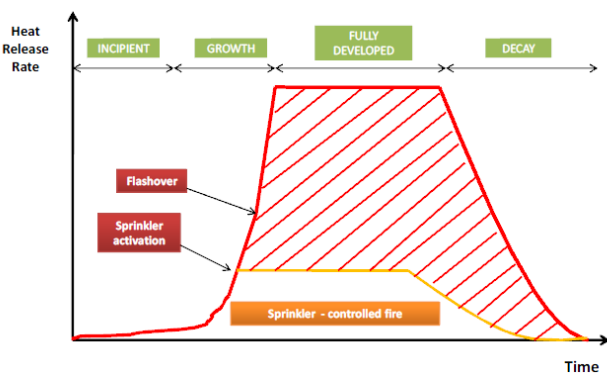 Heat
Release
Rate
INCIPIENT
GROWTH
FULLY
DEVELOPED
DECAY
Flashover
Sprinkler
activation
Sprinkler - controlled fire
Time